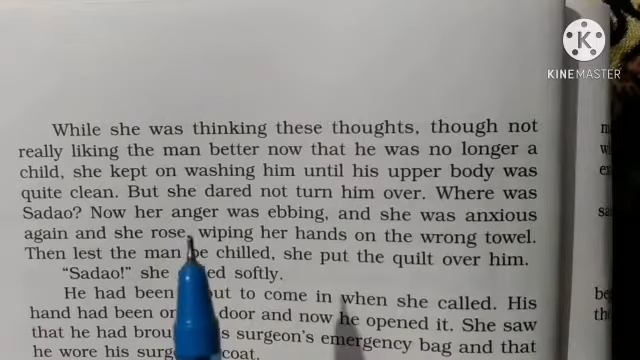 KINEMASTER
While she was thinking these thoughts, though not
really liking the man better now that he was no longer a
child, she kept on washing him until his upper body was
quite clean. But she dared not turn him over. Where was
Sadao? Now her anger was ebbing, and she was anxious
again and she rose, wiping her hands on the wrong towel.
Then lest the man be chilled, she put the quilt over him.
“Sadao!” she softly.
He had been to come in when she called. His
hand had been on door and now he opened it. She saw
that he had surgeon’s emergency bag and that
he wore his coat.